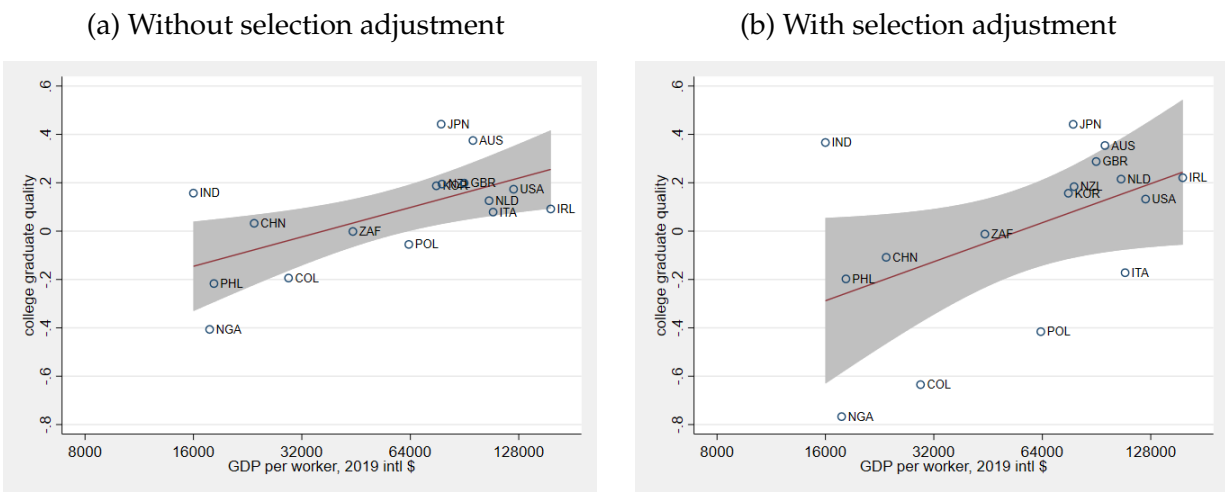 (a) Without selection adjustment
college graduate quality
.6
.4
.2
0
-.2
-.4
-.6
-.8
JPN
AUS
IND
KOR
NZL
GBR
USA
NLD
ITA
IRL
CHN
ZAF
POL
PHL
COL
NGA
8000 16000 32000 64000 128000
GDP per worker, 2019 intl $
(b) With selection adjustment
college graduate quality
.6
.4
.2
0
-.2
-.4
-.6
-.8
JPN
IND
AUS
GBR
NLD
IRL
NZL
KOR
USA
ZAF
CHN
PHL
ITA
POL
COL
NGA
8000 16000 32000 64000 128000
GDP per worker, 2019 intl $